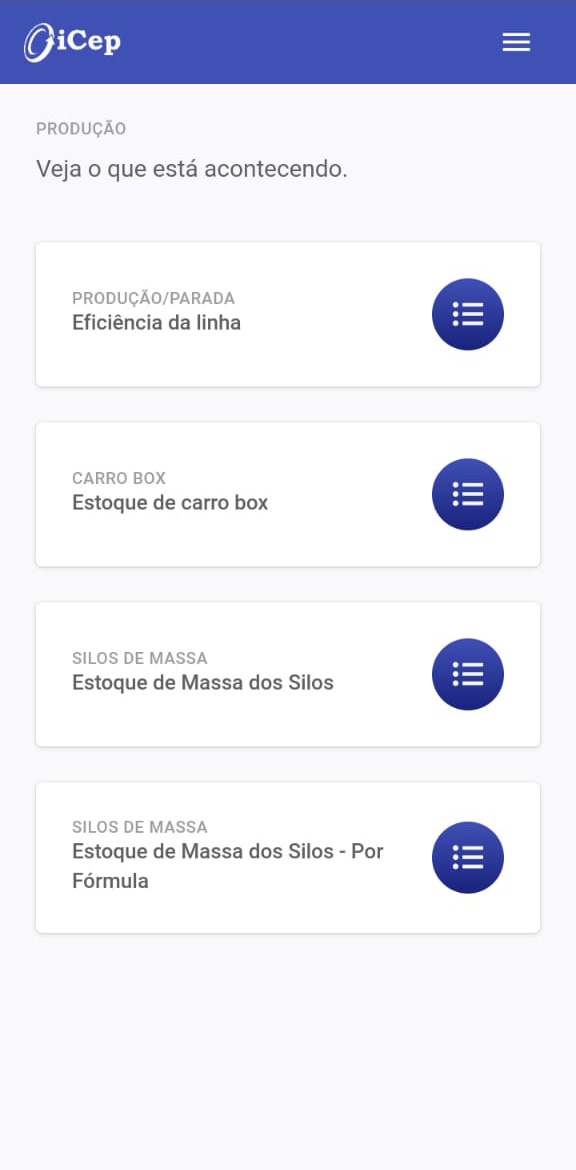 iCep
PRODUÇÃO
Veja o que está acontecendo.
PRODUÇÃO/PARADA
Eficiência da linha
CARRO BOX
Estoque de carro box
SILOS DE MASSA
Estoque de Massa dos Silos
SILOS DE MASSA
Estoque de Massa dos Silos - Por
Fórmula